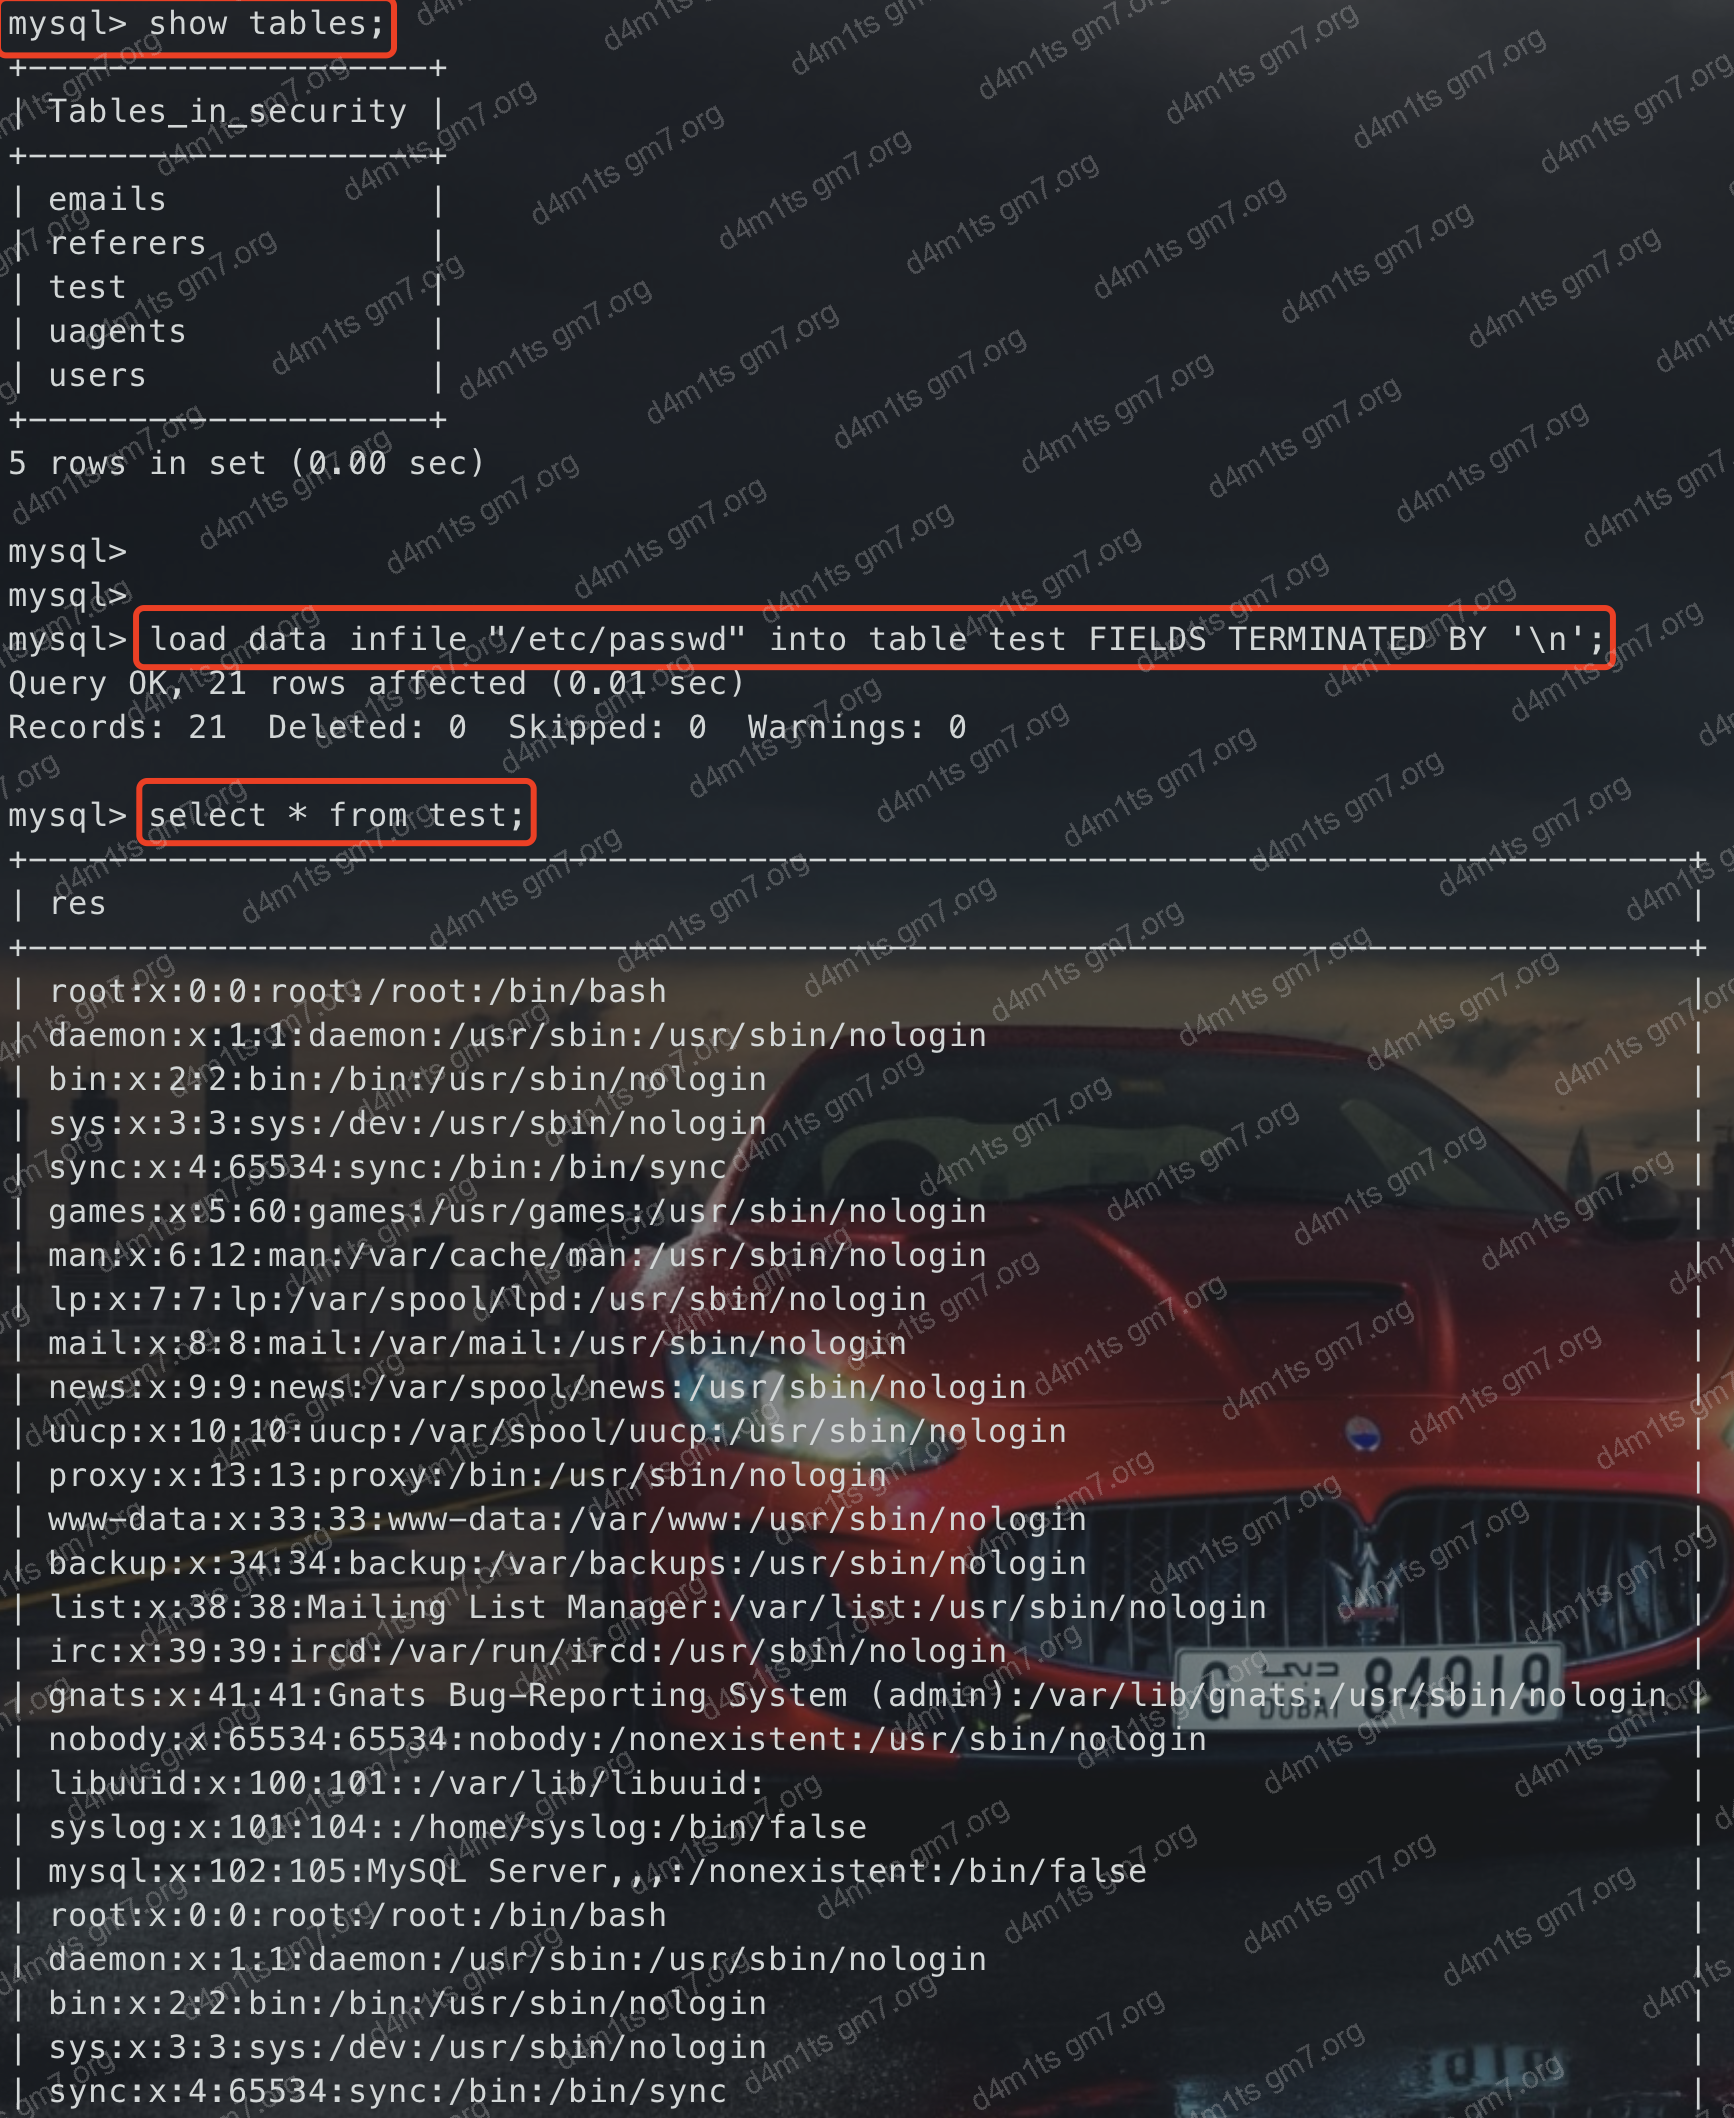 mysql> show tables;
+--------------------+
| Tables_in_security |
+--------------------+
| emails             |
| referers           |
| test               |
| uagents            |
| users              |
+--------------------+
5 rows in set (0.00 sec)
mysql>
mysql>
mysql> load data infile "/etc/passwd" into table test FIELDS TERMINATED BY '\n';
Query OK, 21 rows affected (0.01 sec)
Records: 21  Deleted: 0  Skipped: 0  Warnings: 0
mysql> select * from test;
+-----------------------------------------------------------------------------------+
| res                                                                               |
+-----------------------------------------------------------------------------------+
| root:x:0:0:root:/root:/bin/bash |
| daemon:x:1:1:daemon:/usr/sbin:/usr/sbin/nologin |
| bin:x:2:2:bin:/bin:/usr/sbin/nologin |
| sys:x:3:3:sys:/dev:/usr/sbin/nologin |
| sync:x:4:65534:sync:/bin:/bin/sync |
| games:x:5:60:games:/usr/games:/usr/sbin/nologin |
| man:x:6:12:man:/var/cache/man:/usr/sbin/nologin |
| lp:x:7:7:lp:/var/spool/lpd:/usr/sbin/nologin |
| mail:x:8:8:mail:/var/mail:/usr/sbin/nologin |
| news:x:9:9:news:/var/spool/news:/usr/sbin/nologin |
| uucp:x:10:10:uucp:/var/spool/uucp:/usr/sbin/nologin |
| proxy:x:13:13:proxy:/bin:/usr/sbin/nologin |
| www-data:x:33:33:www-data:/var/www:/usr/sbin/nologin |
| backup:x:34:34:backup:/var/backups:/usr/sbin/nologin |
| list:x:38:38:Mailing List Manager:/var/list:/usr/sbin/nologin |
| irc:x:39:39:ircd:/var/run/ircd:/usr/sbin/nologin |
| gnats:x:41:41:Gnats Bug-Reporting System (admin):/var/lib/gnats:/usr/sbin/nologin |
| nobody:x:65534:65534:nobody:/nonexistent:/usr/sbin/nologin |
| libuuid:x:100:101::/var/lib/libuuid: |
| syslog:x:101:104::/home/syslog:/bin/false |
| mysql:x:102:105:MySQL Server,,,:/nonexistent:/bin/false |
| root:x:0:0:root:/root:/bin/bash |
| daemon:x:1:1:daemon:/usr/sbin:/usr/sbin/nologin |
| bin:x:2:2:bin:/bin:/usr/sbin/nologin |
| sys:x:3:3:sys:/dev:/usr/sbin/nologin |
| sync:x:4:65534:sync:/bin:/bin/sync |
d4m1ts gm7.org
G DUBAI 84019